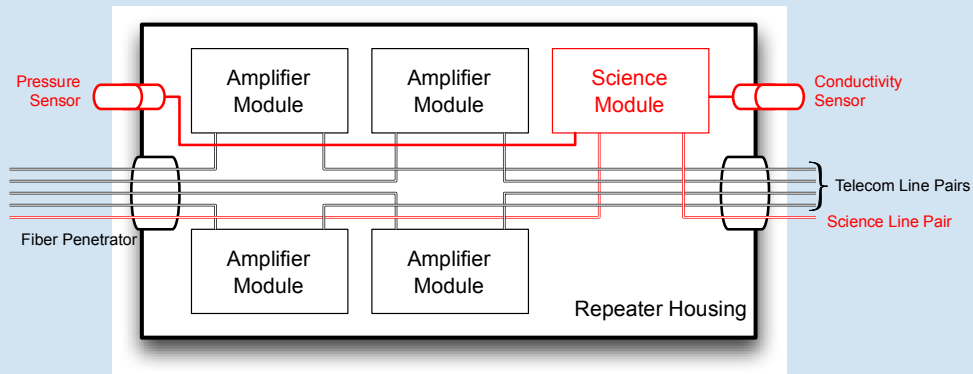 Pressure
Sensor
Amplifier
Module
Amplifier
Module
Science
Module
Conductivity
Sensor
Telecom Line Pairs
Science Line Pair
Fiber Penetrator
Amplifier
Module
Amplifier
Module
Repeater Housing